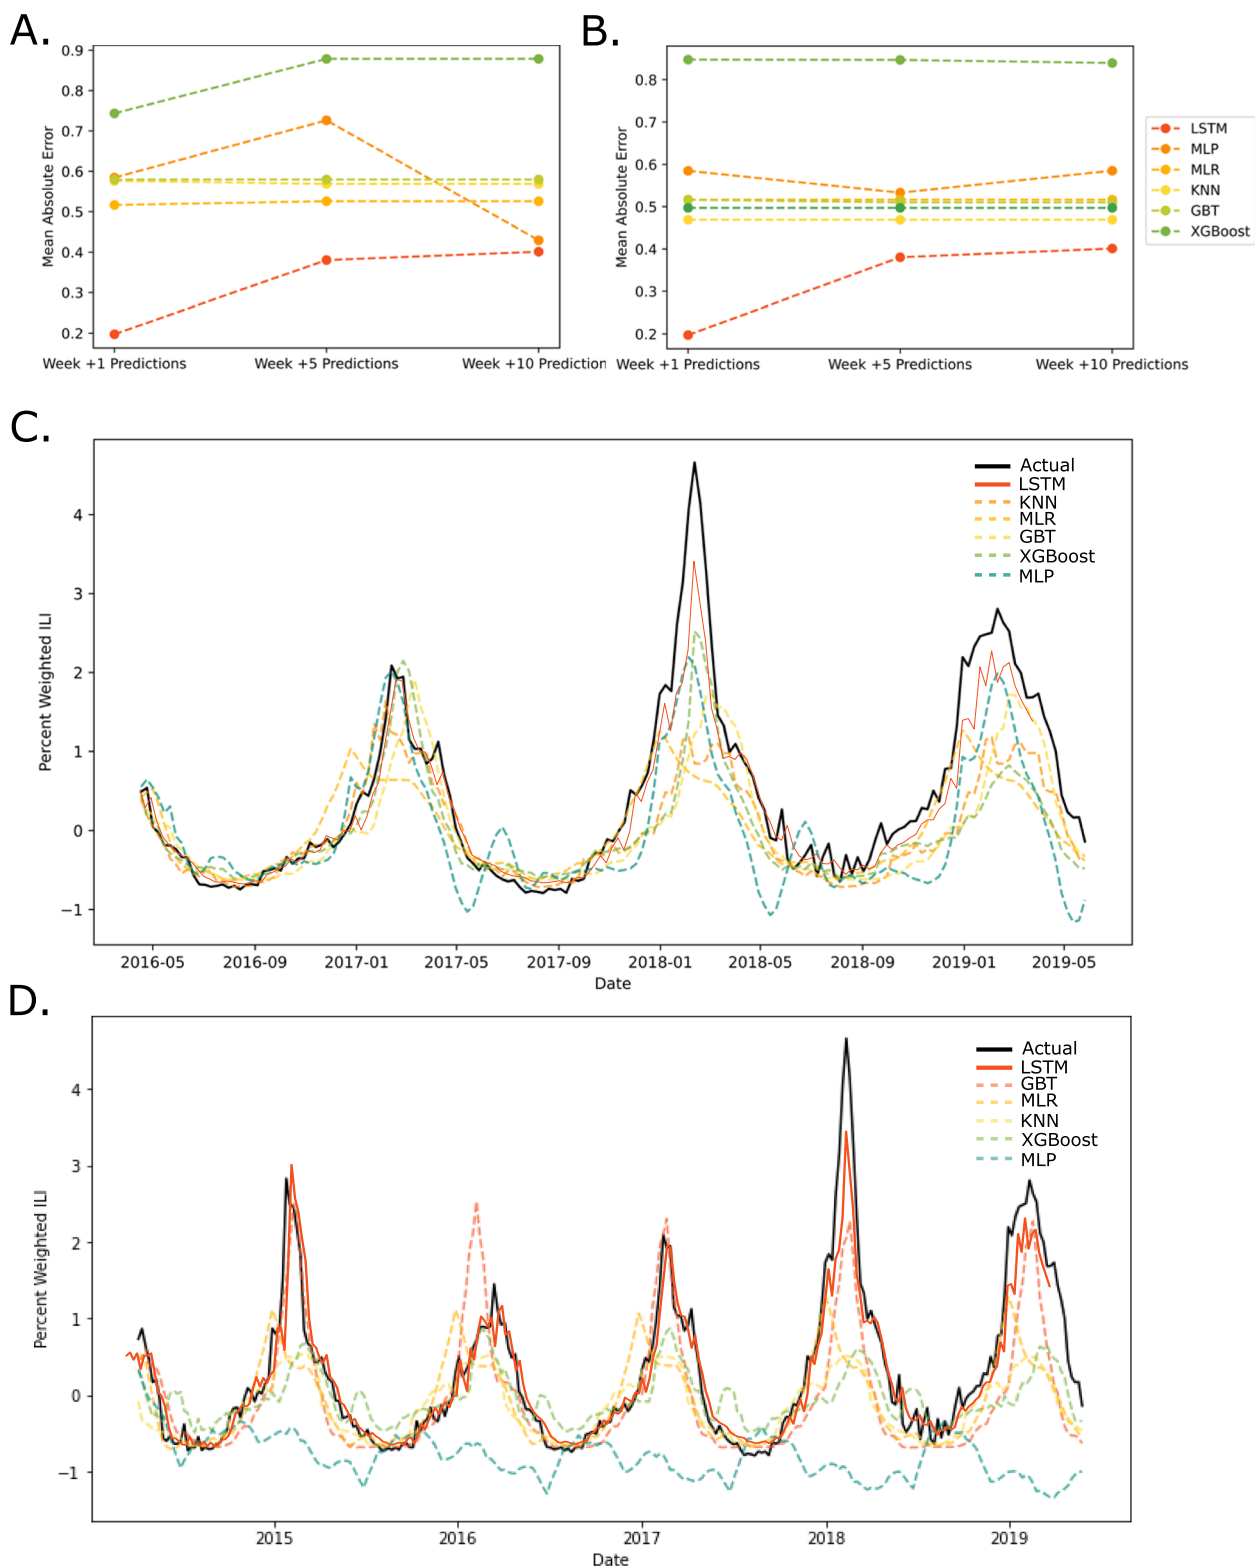 A.
B.
0.9
0.8
0.7
0.6
0.5
0.4
0.3
0.2
Mean Absolute Error
Week +1 Predictions
Week +5 Predictions
Week +10 Prediction
0.8
0.7
0.6
0.5
0.4
0.3
0.2
Mean Absolute Error
Week +1 Predictions
Week +5 Predictions
Week +10 Predictions
LSTM
MLP
MLR
KNN
GBT
XGBoost
C.
4
3
2
1
0
−1
Percent Weighted ILI
Actual
LSTM
KNN
MLR
GBT
XGBoost
MLP
2016-05
2016-09
2017-01
2017-05
2017-09
2018-01
2018-05
2018-09
2019-01
2019-05
Date
D.
4
3
2
1
0
−1
Percent Weighted ILI
Actual
LSTM
GBT
MLR
KNN
XGBoost
MLP
2015
2016
2017
2018
2019
Date